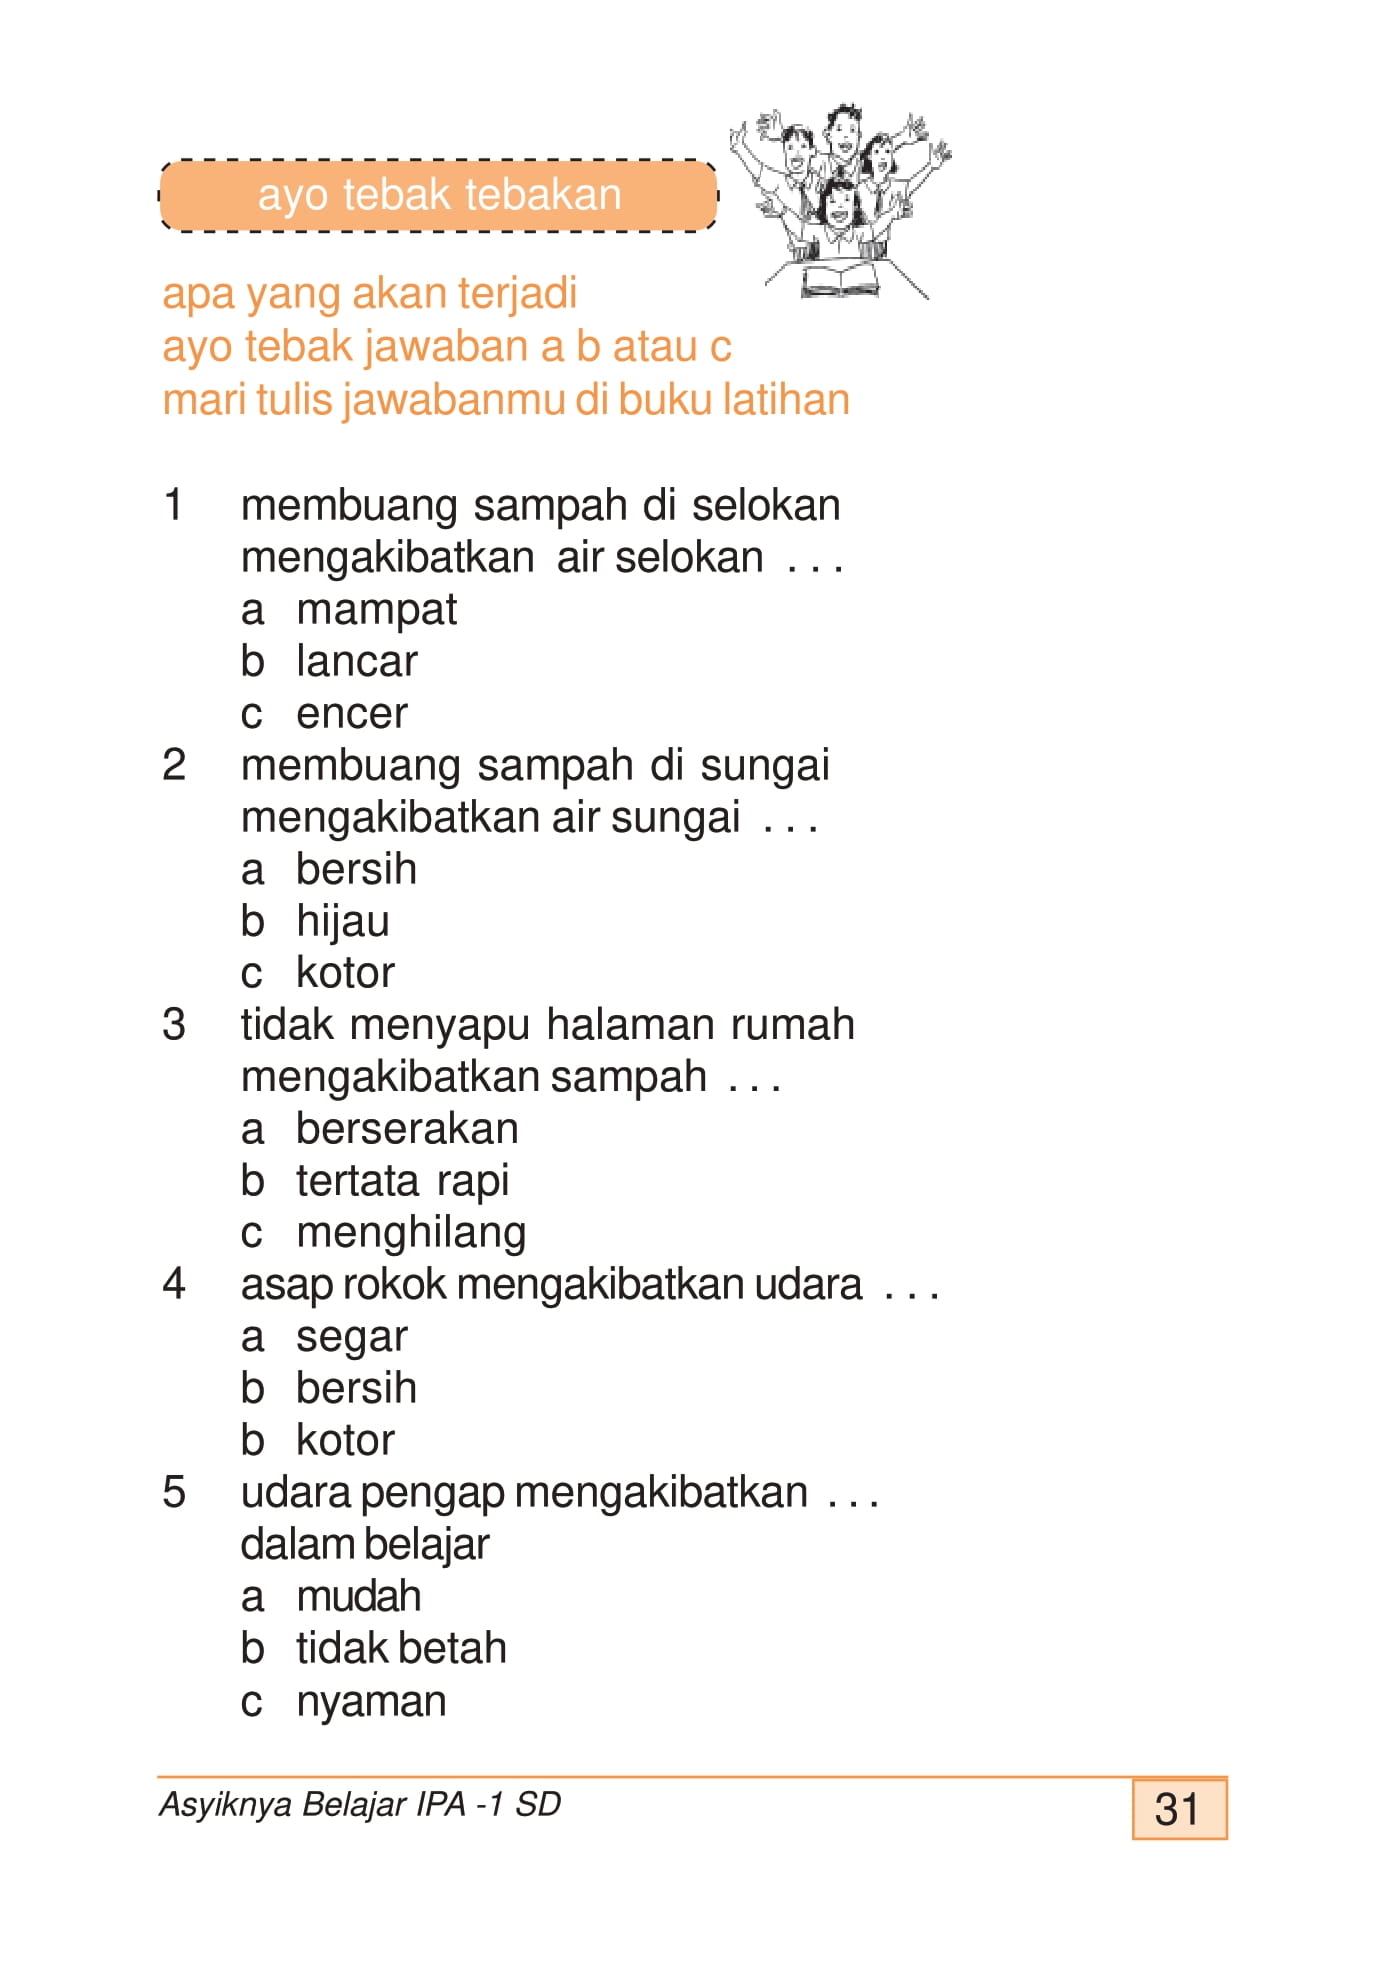 ayo tebak tebakan
apa yang akan terjadi
ayo tebak jawaban a b atau c
mari tulis jawabanmu di buku latihan
1 membuang sampah di selokan
mengakibatkan air selokan . . .
a mampat
b lancar
c encer
2 membuang sampah di sungai
mengakibatkan air sungai . . .
a bersih
b hijau
c kotor
3 tidak menyapu halaman rumah
mengakibatkan sampah . . .
a berserakan
b tertata rapi
c menghilang
4 asap rokok mengakibatkan udara . . .
a segar
b bersih
b kotor
5 udara pengap mengakibatkan . . .
dalam belajar
a mudah
b tidak betah
c nyaman
Asyiknya Belajar IPA -1 SD
31